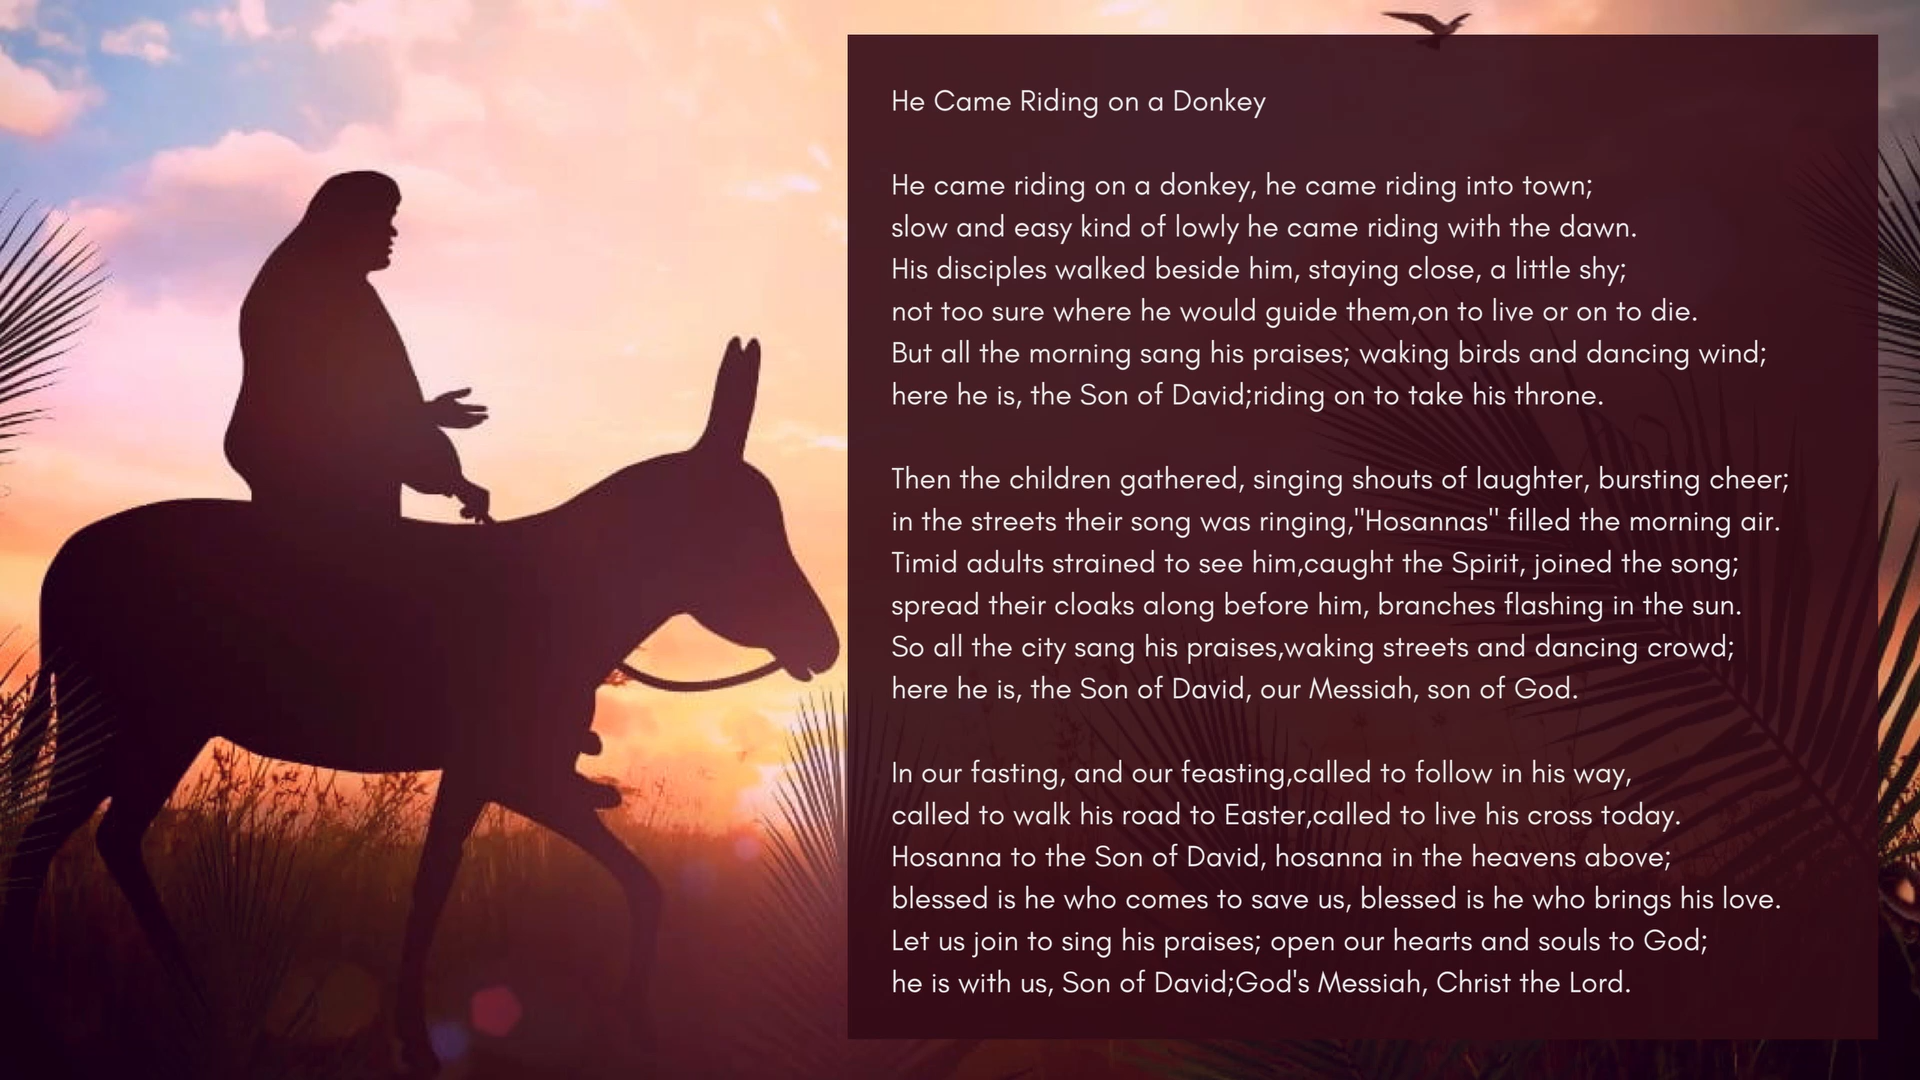 He Came Riding on a Donkey
He came riding on a donkey, he came riding into town;
slow and easy kind of lowly he came riding with the dawn.
His disciples walked beside him, staying close, a little shy;
not too sure where he would guide them,on to live or on to die.
But all the morning sang his praises; waking birds and dancing wind;
here he is, the Son of David;riding on to take his throne.
Then the children gathered, singing shouts of laughter, bursting cheer;
in the streets their song was ringing,"Hosannas" filled the morning air.
Timid adults strained to see him,caught the Spirit, joined the song;
spread their cloaks along before him, branches flashing in the sun.
So all the city sang his praises,waking streets and dancing crowd;
here he is, the Son of David, our Messiah, son of God.
In our fasting, and our feasting,called to follow in his way,
called to walk his road to Easter,called to live his cross today.
Hosanna to the Son of David, hosanna in the heavens above;
blessed is he who comes to save us, blessed is he who brings his love.
Let us join to sing his praises; open our hearts and souls to God;
he is with us, Son of David;God's Messiah, Christ the Lord.